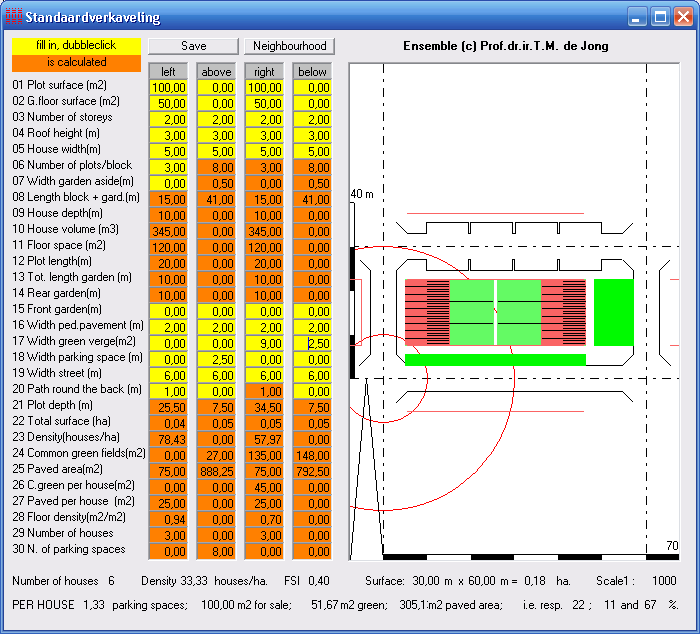 Standaardverkaveling
fill in, dubbleclick Save Neighbourhood Ensemble (c) Prof.dr.ir.T.M. de Jong
is calculated
left above right below
01 Plot surface (m2) 100,00 0,00 100,00 0,00
02 G.floor surface (m2) 50,00 0,00 50,00 0,00
03 Number of storeys 2,00 2,00 2,00 2,00
04 Roof height (m) 3,00 3,00 3,00 3,00
05 House width(m) 5,00 5,00 5,00 5,00
06 Number of plots/block 3,00 8,00 3,00 8,00
07 Width garden aside(m) 0,00 0,50 0,00 0,50
08 Length block + gard.(m) 15,00 41,00 15,00 41,00
09 House depth(m) 10,00 0,00 10,00 0,00
10 House volume (m3) 345,00 0,00 345,00 0,00
11 Floor space (m2) 120,00 0,00 120,00 0,00
12 Plot length(m) 20,00 0,00 20,00 0,00
13 Tot. length garden (m) 10,00 0,00 10,00 0,00
14 Rear garden(m) 10,00 0,00 10,00 0,00
15 Front garden(m) 0,00 0,00 0,00 0,00
16 Width ped.pavement (m) 2,00 2,00 2,00 2,00
17 Width green verge(m2) 0,00 0,00 9,00 2,50
18 Width parking space (m) 0,00 2,50 0,00 0,00
19 Width street (m) 6,00 6,00 6,00 6,00
20 Path round the back (m) 1,00 0,00 1,00 0,00
21 Plot depth (m) 25,50 7,50 34,50 7,50
22 Total surface (ha) 0,04 0,05 0,05 0,05
23 Density(houses/ha) 78,43 0,00 57,97 0,00
24 Common green fields(m2) 0,00 27,00 135,00 148,00
25 Paved area(m2) 75,00 888,25 75,00 792,50
26 C.green per house(m2) 0,00 0,00 45,00 0,00
27 Paved per house (m2) 25,00 0,00 25,00 0,00
28 Floor density(m2/m2) 0,94 0,00 0,70 0,00
29 Number of houses 3,00 0,00 3,00 0,00
30 N. of parking spaces 0,00 8,00 0,00 0,00
40 m
70
Number of houses 6 Density 33,33 houses/ha. FSI 0,40 Surface: 30,00 m x 60,00 m = 0,18 ha. Scale1 : 1000
PER HOUSE 1,33 parking spaces; 100,00 m2 for sale; 51,67 m2 green; m2 paved area; i.e. resp. 22 ; 11 and 67 %.